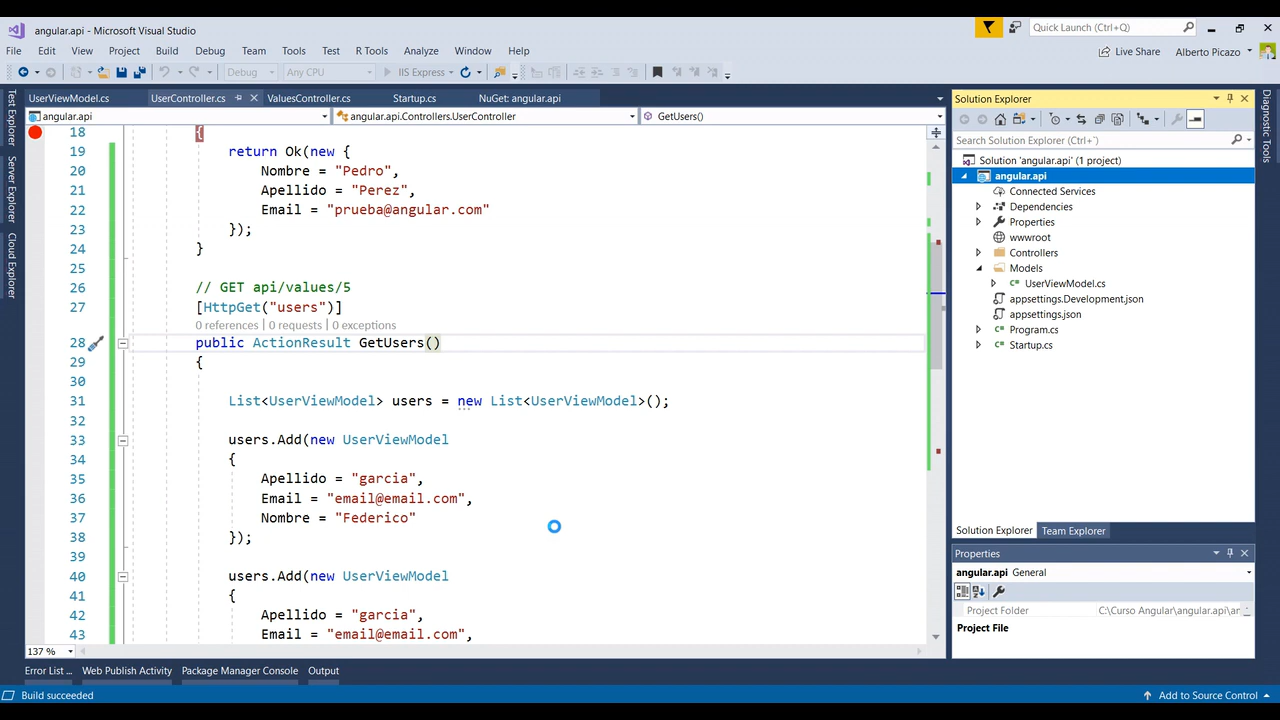 angular.api - Microsoft Visual Studio
Quick Launch (Ctrl+Q)
File Edit View Project Build Debug Team Tools Test R Tools Analyze Window Help
Live Share Alberto Picazo
Debug Any CPU IIS Express
Test Explorer
Server Explorer
Cloud Explorer
UserViewModel.cs UserController.cs ValuesController.cs Startup.cs NuGet: angular.api
angular.api angular.api.Controllers.UserController GetUsers()
18 {
19 return Ok(new {
20 Nombre = "Pedro",
21 Apellido = "Perez",
22 Email = "prueba@angular.com"
23 });
24 }
25
26 // GET api/values/5
27 [HttpGet("users")]
0 references | 0 requests | 0 exceptions
28 public ActionResult GetUsers()
29 {
30
31 List<UserViewModel> users = new List<UserViewModel>();
32
33 users.Add(new UserViewModel
34 {
35 Apellido = "garcia",
36 Email = "email@email.com",
37 Nombre = "Federico"
38 });
39
40 users.Add(new UserViewModel
41 {
42 Apellido = "garcia",
43 Email = "email@email.com",
137 %
Solution Explorer
Search Solution Explorer (Ctrl+´)
Solution 'angular.api' (1 project)
angular.api
Connected Services
Dependencies
Properties
wwwroot
Controllers
Models
UserViewModel.cs
appsettings.Development.json
appsettings.json
Program.cs
Startup.cs
Solution Explorer Team Explorer
Properties
angular.api General
Project Folder C:\Curso Angular\angular.api\an
Project File
Diagnostic Tools
Error List ... Web Publish Activity Package Manager Console Output
Build succeeded Add to Source Control